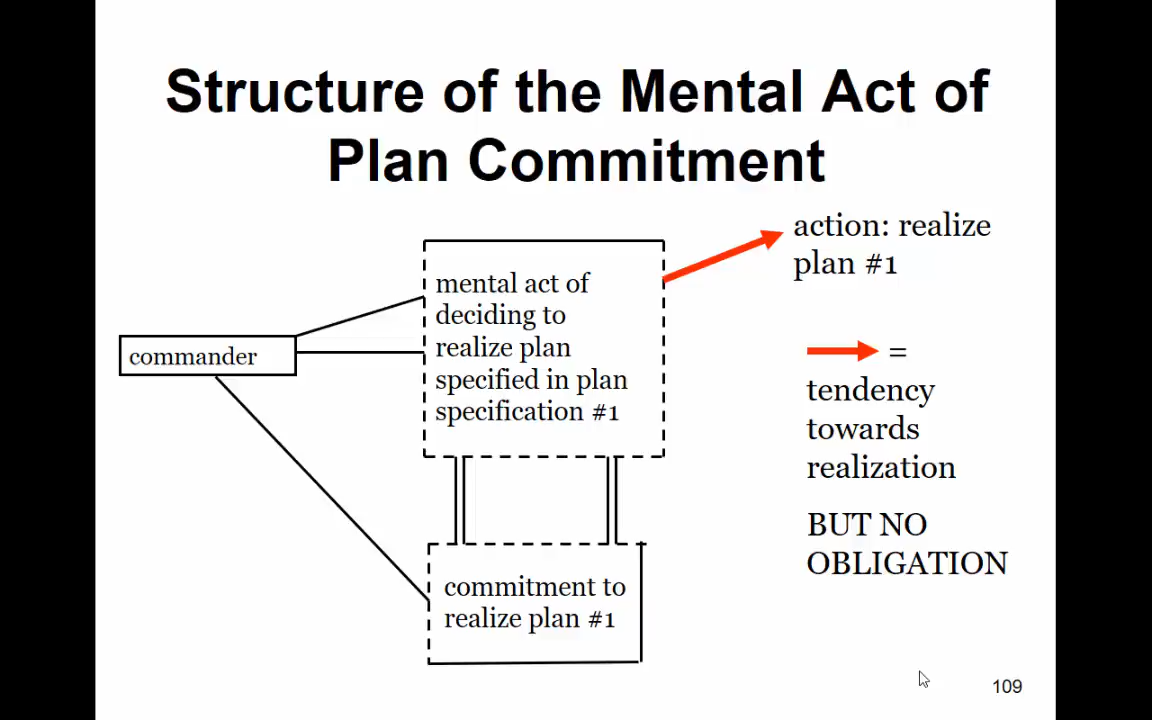 Structure of the Mental Act of
Plan Commitment
action: realize
plan #1
mental act of
deciding to
realize plan
specified in plan
specification #1
commander
=
tendency
towards
realization
BUT NO
OBLIGATION
commitment to
realize plan #1
109